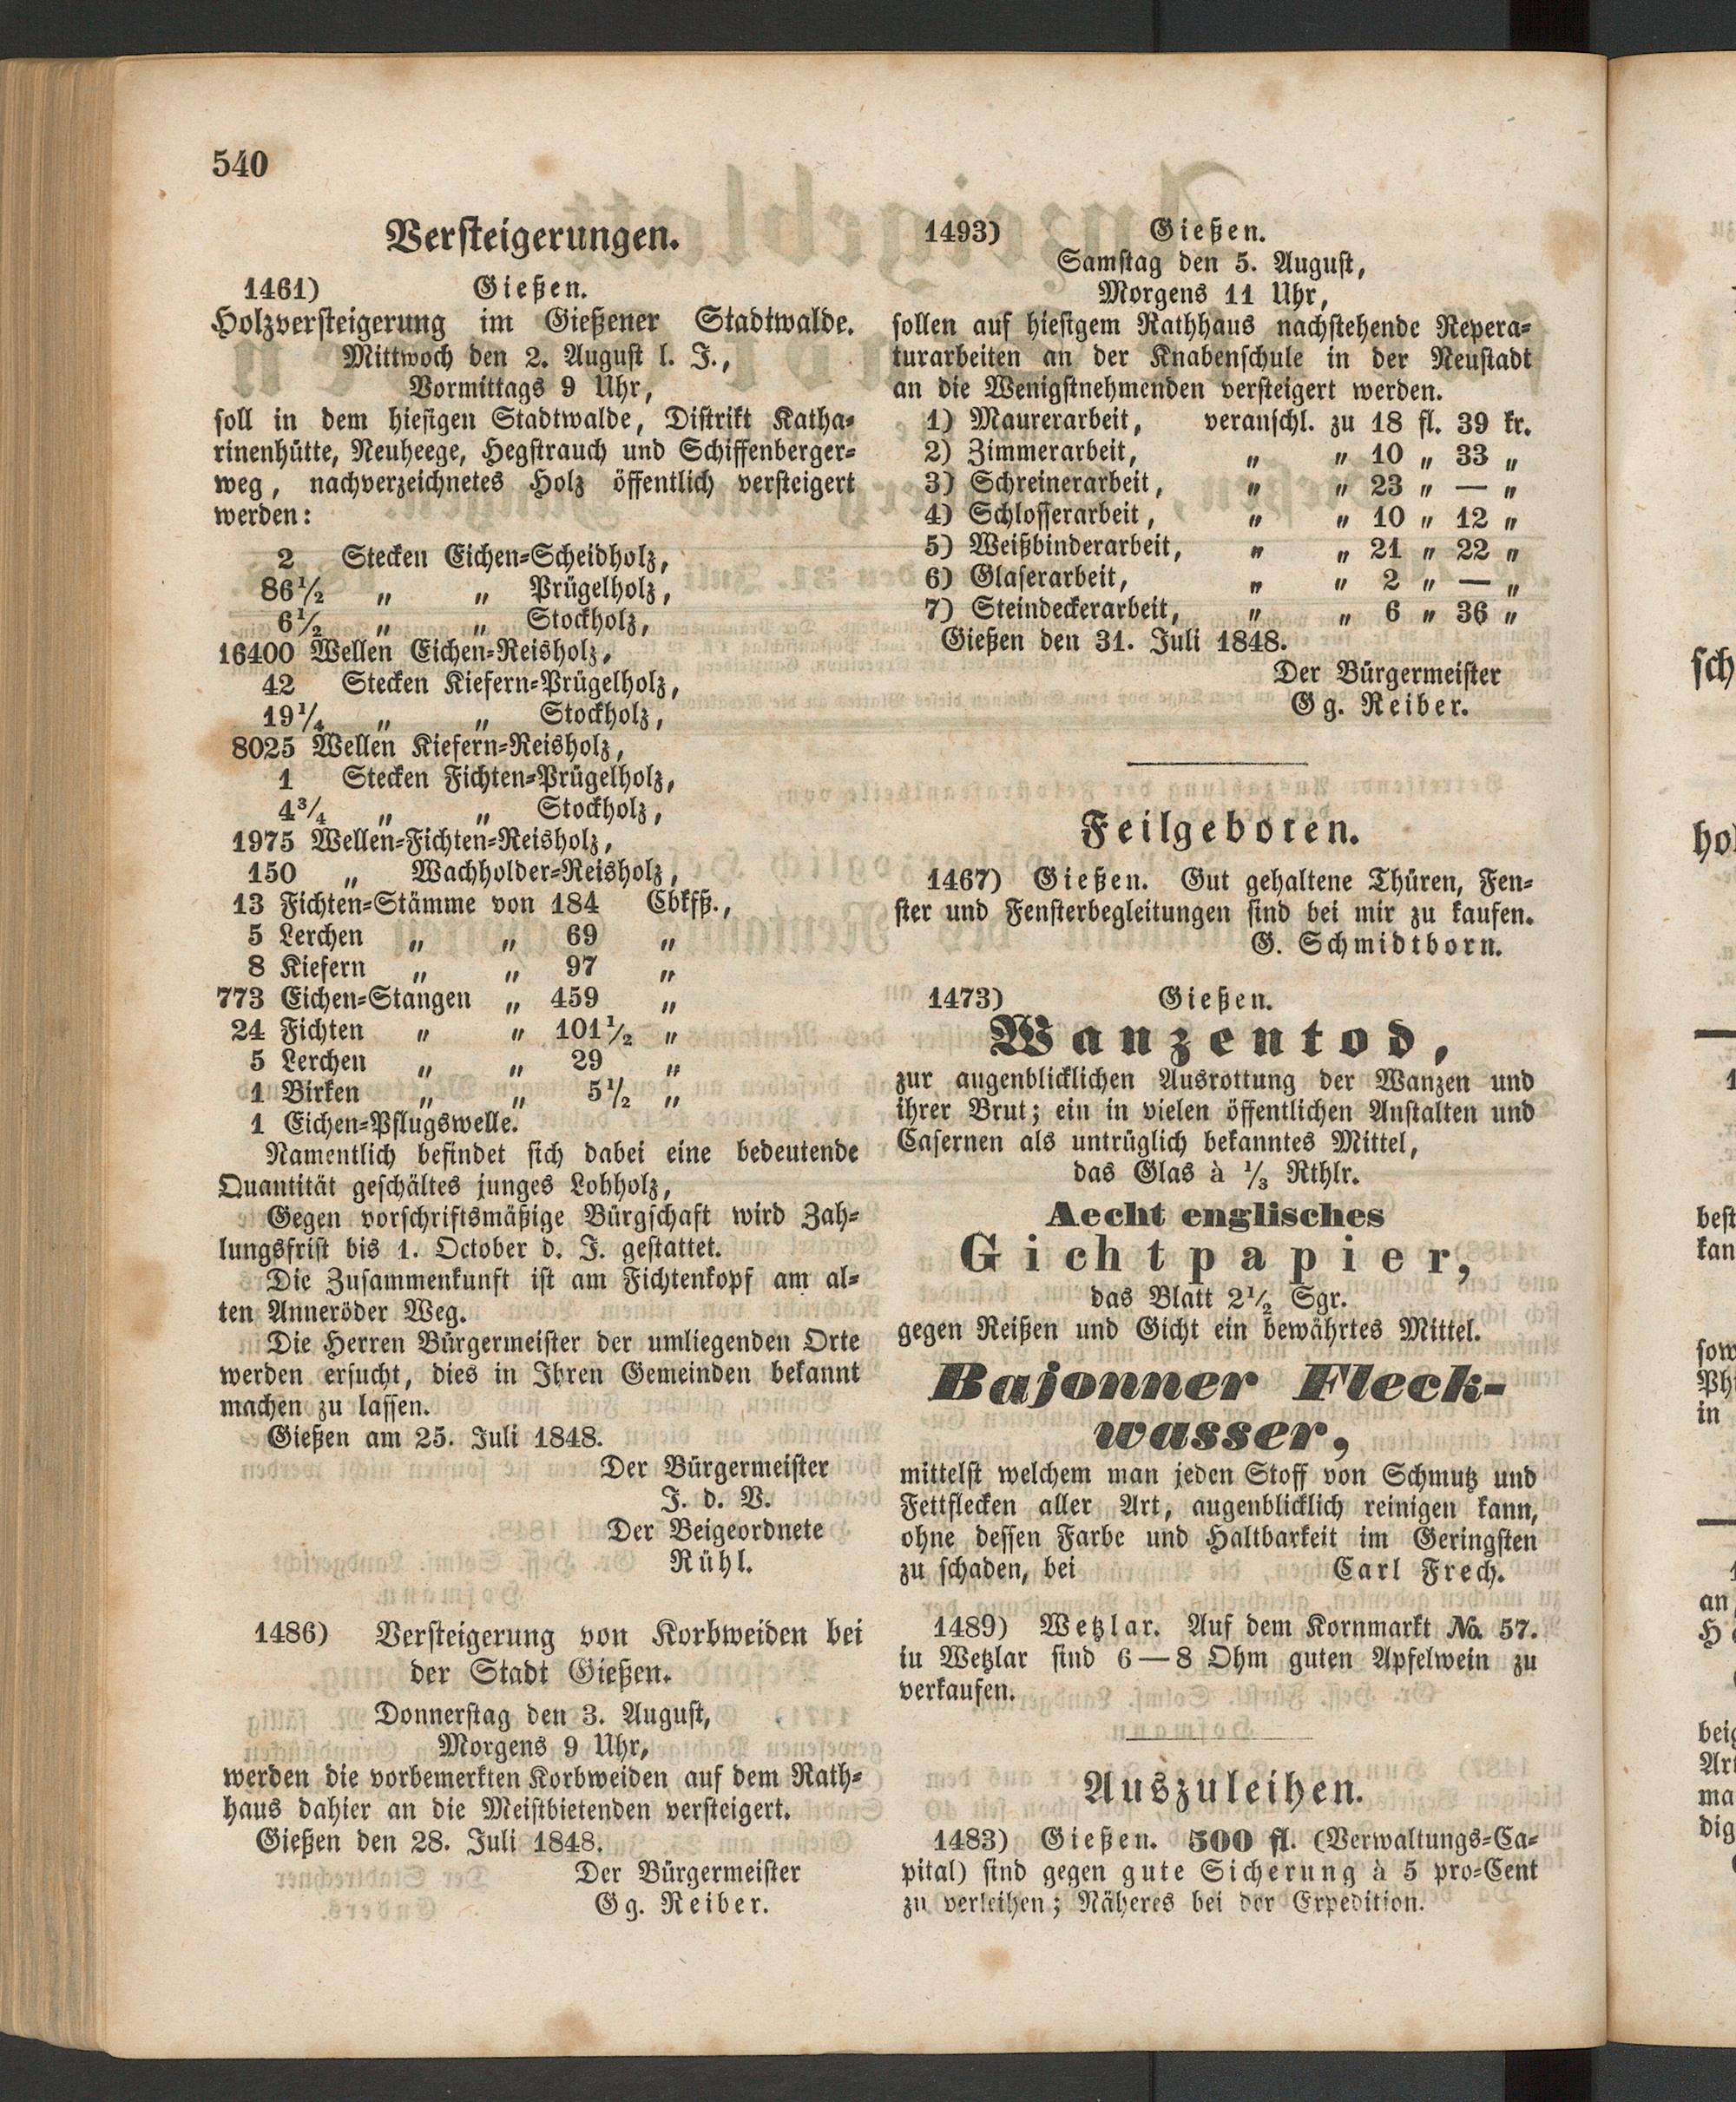 540
Versteigerungen.
1461) Gießen.
Holzversteigerung im Gießener Stadtwalde.
Mittwoch den 2. August l. J.,
Vormittags 9 Uhr,
soll in dem hiesigen Stadtwalde, Distrikt Katha-
rinenhütte, Neuheege, Hegstrauch und Schiffenberger-
weg, nachverzeichnetes Holz öffentlich versteigert
werden:
2 Stecken Eichen-Scheidholz,
86½ „ „ Prügelholz,
6½ „ „ Stockholz,
16400 Wellen Eichen-Reisholz,
42 Stecken Kiefern-Prügelholz,
19¼ „ „ Stockholz,
8025 Wellen Kiefern-Reisholz,
1 Stecken Fichten-Prügelholz,
4¾ „ „ Stockholz,
1975 Wellen-Fichten-Reisholz,
150 „ Wachholder-Reisholz,
13 Fichten-Stämme von 184 Cbkfß.,
5 Lerchen „ „ 69 „
8 Kiefern „ „ 97 „
773 Eichen-Stangen „ 459 „
24 Fichten „ „ 101½ „
5 Lerchen „ „ 29 „
1 Birken „ „ 5½ „
1 Eichen-Pflugswelle.
Namentlich befindet sich dabei eine bedeutende
Quantität geschältes junges Lohholz,
Gegen vorschriftsmäßige Bürgschaft wird Zah-
lungsfrist bis 1. October d. J. gestattet.
Die Zusammenkunft ist am Fichtenkopf am al-
ten Anneröder Weg.
Die Herren Bürgermeister der umliegenden Orte
werden ersucht, dies in Ihren Gemeinden bekannt
machen zu lassen.
Gießen am 25. Juli 1848.
Der Bürgermeister
J. d. V.
Der Beigeordnete
Rühl.
1486) Versteigerung von Korbweiden bei
der Stadt Gießen.
Donnerstag den 3. August,
Morgens 9 Uhr,
werden die vorbemerkten Korbweiden auf dem Rath-
haus dahier an die Meistbietenden versteigert.
Gießen den 28. Juli 1848.
Der Bürgermeister
Gg. Reiber.
1493) Gießen.
Samstag den 5. August,
Morgens 11 Uhr,
sollen auf hiesigem Rathhaus nachstehende Repera-
turarbeiten an der Knabenschule in der Neustadt
an die Wenigstnehmenden versteigert werden.
1) Maurerarbeit, veranschl. zu 18 fl. 39 kr.
2) Zimmerarbeit, „ „ 10 „ 33 „
3) Schreinerarbeit, „ „ 23 „ — „
4) Schlosserarbeit, „ „ 10 „ 12 „
5) Weißbinderarbeit, „ „ 21 „ 22 „
6) Glaserarbeit, „ „ 2 „ — „
7) Steindeckerarbeit, „ „ 6 „ 36 „
Gießen den 31. Juli 1848.
Der Bürgermeister
Gg. Reiber.
Feilgeboten.
1467) Gießen. Gut gehaltene Thüren, Fen-
ster und Fensterbegleitungen sind bei mir zu kaufen.
G. Schmidtborn.
1473) Gießen.
Wanzentod,
zur augenblicklichen Ausrottung der Wanzen und
ihrer Brut; ein in vielen öffentlichen Anstalten und
Casernen als untrüglich bekanntes Mittel,
das Glas à ⅓ Rthlr.
Aecht englisches
Gichtpapier,
das Blatt 2½ Sgr.
gegen Reißen und Gicht ein bewährtes Mittel.
Bajonner Fleck-
wasser,
mittelst welchem man jeden Stoff von Schmutz und
Fettflecken aller Art, augenblicklich reinigen kann,
ohne dessen Farbe und Haltbarkeit im Geringsten
zu schaden, bei Carl Frech.
1489) Wetzlar. Auf dem Kornmarkt No. 57.
in Wetzlar sind 6—8 Ohm guten Apfelwein zu
verkaufen.
Auszuleihen.
1483) Gießen. 500 fl. (Verwaltungs-Ca-
pital) sind gegen gute Sicherung à 5 pro-Cent
zu verleihen; Näheres bei der Expedition.